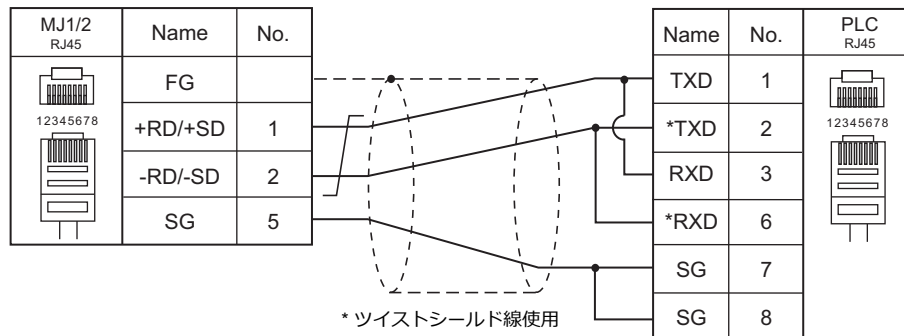 MJ1/2 Name No.
RJ45
FG
12345678
+RD/+SD 1
-RD/-SD 2
SG 5
Name No. PLC
RJ45
TXD 1
12345678
*TXD 2
RXD 3
*RXD 6
SG 7
SG 8
* ツイストシールド線使用